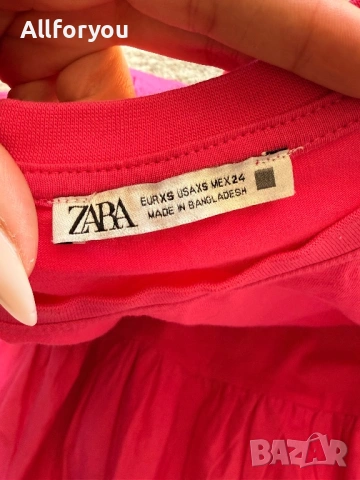 Allforyou
ZARA
EUR XS USA XS MEX 24
MADE IN BANGLADESH
BAZAR